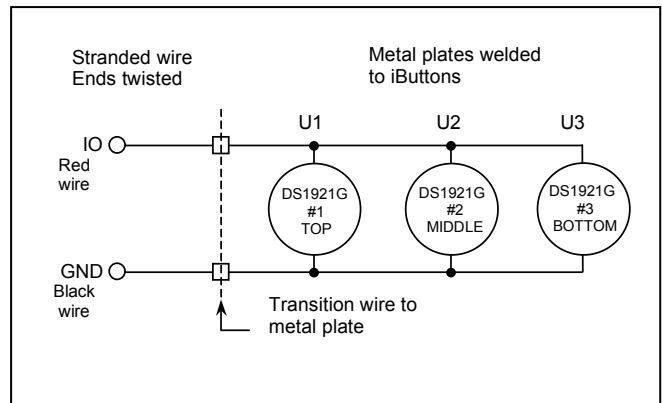 Stranded wire
Ends twisted
Metal plates welded
to iButtons
U1
U2
U3
IO
Red
wire
DS1921G
#1
TOP
DS1921G
#2
MIDDLE
DS1921G
#3
BOTTOM
GND
Black
wire
Transition wire to
metal plate